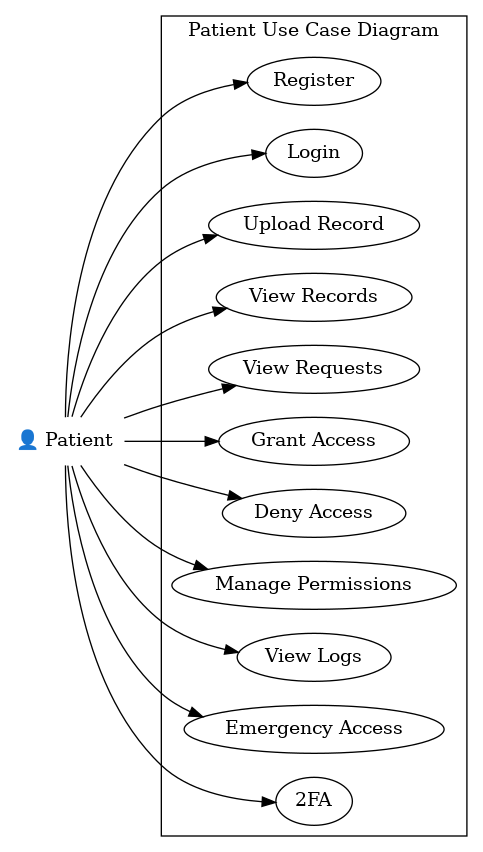 Patient Use Case Diagram
Register
Login
Upload Record
View Records
View Requests
👤 Patient
Grant Access
Deny Access
Manage Permissions
View Logs
Emergency Access
2FA